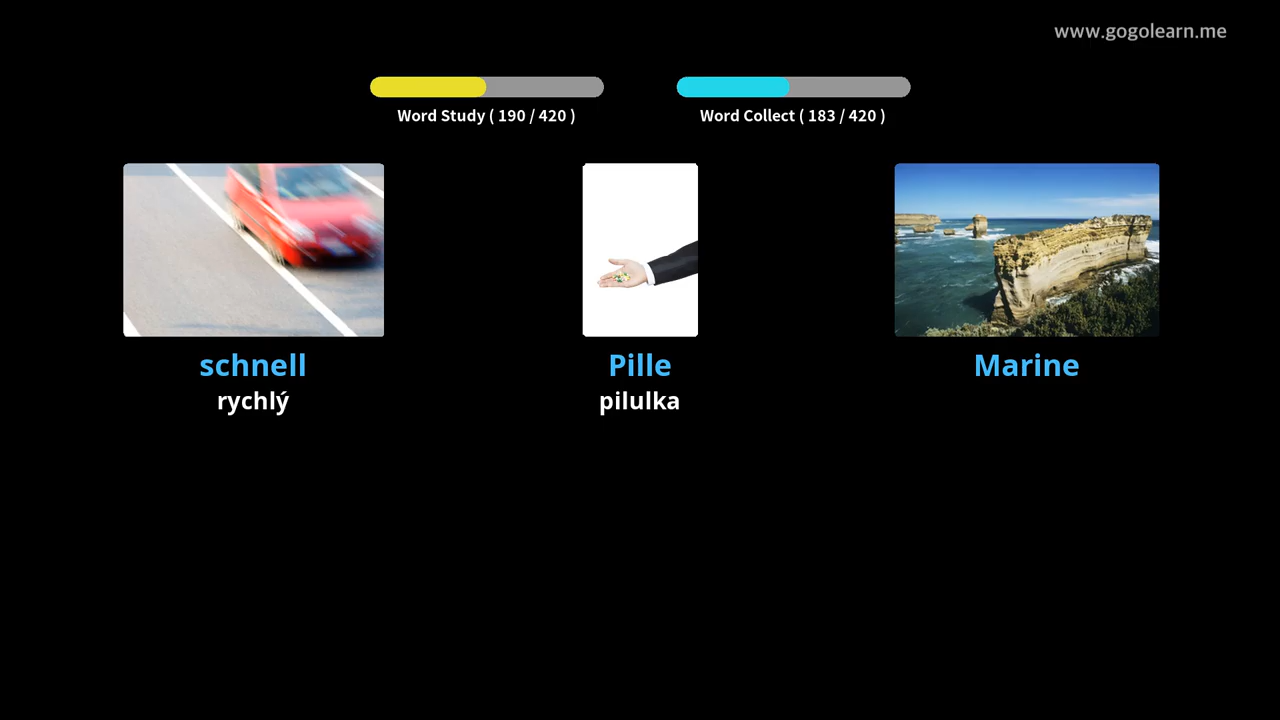 www.gogolearn.me
Word Study ( 190 / 420 )
Word Collect ( 183 / 420 )
schnell
rychlý
Pille
pilulka
Marine